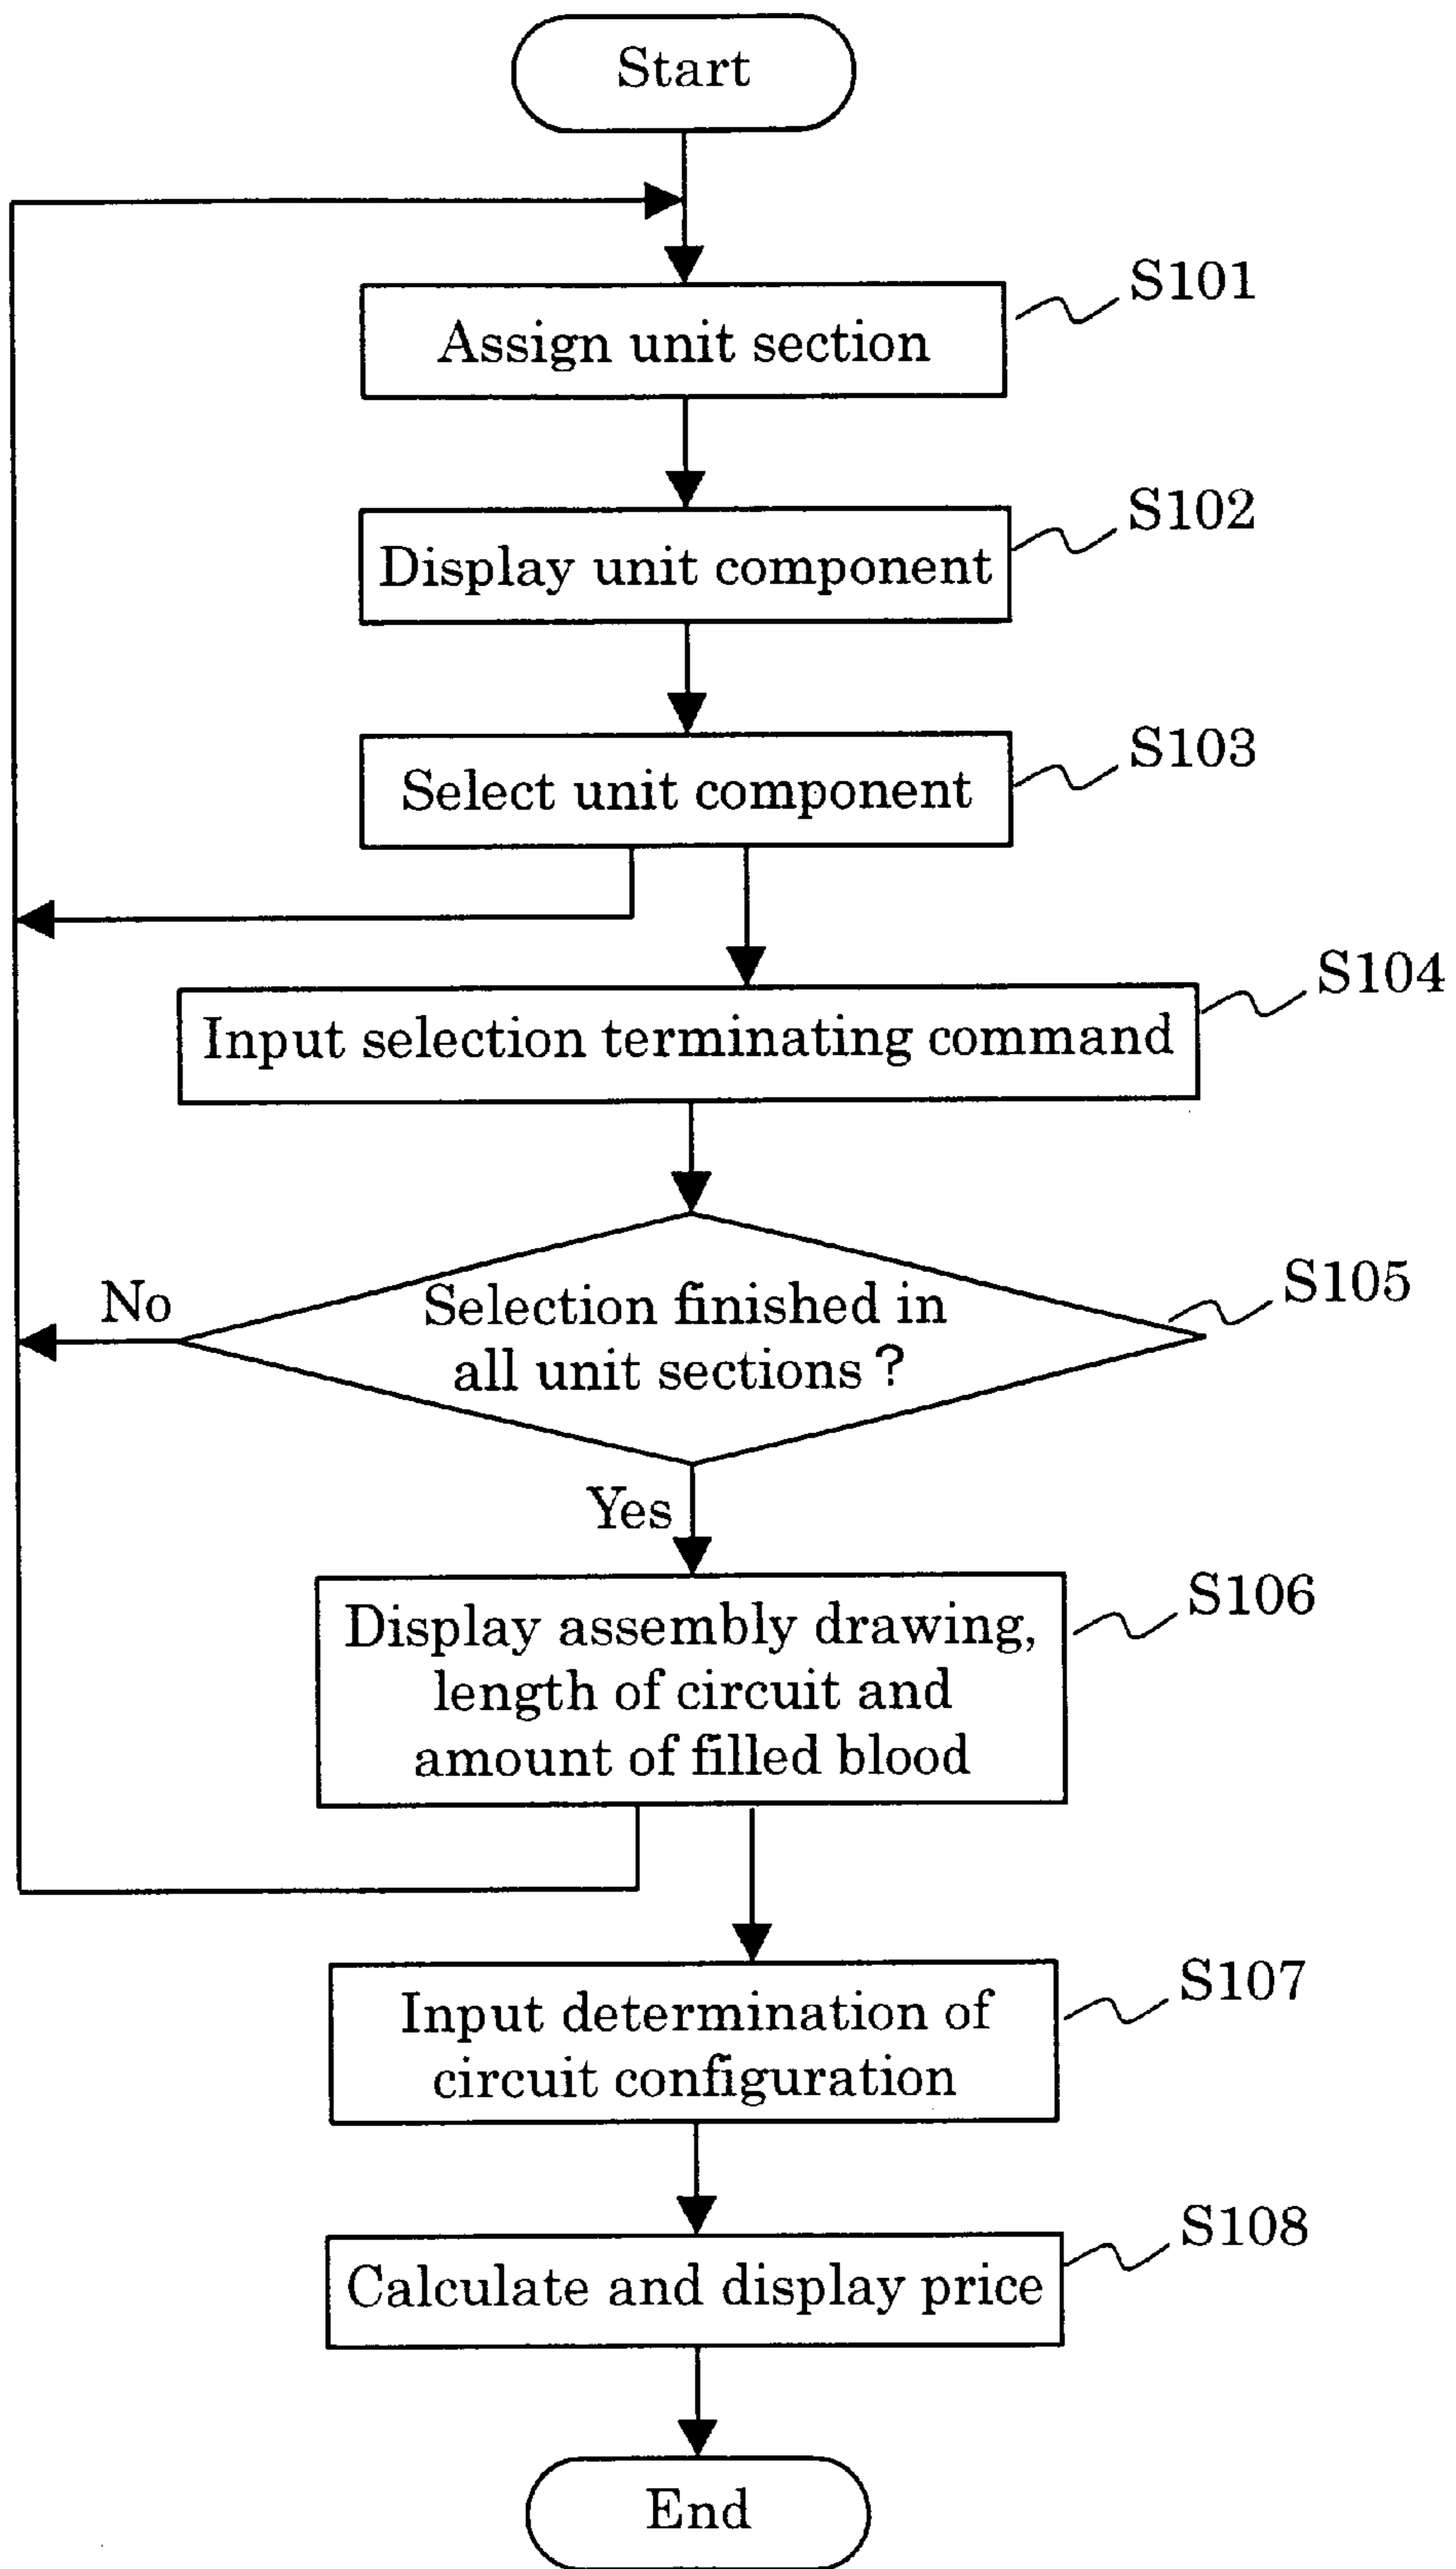 Start
S101
Assign unit section
S102
Display unit component
S103
Select unit component
S104
Input selection terminating command
S105
No
Selection finished in
all unit sections ?
Yes
S106
Display assembly drawing,
length of circuit and
amount of filled blood
S107
Input determination of
circuit configuration
S108
Calculate and display price
End